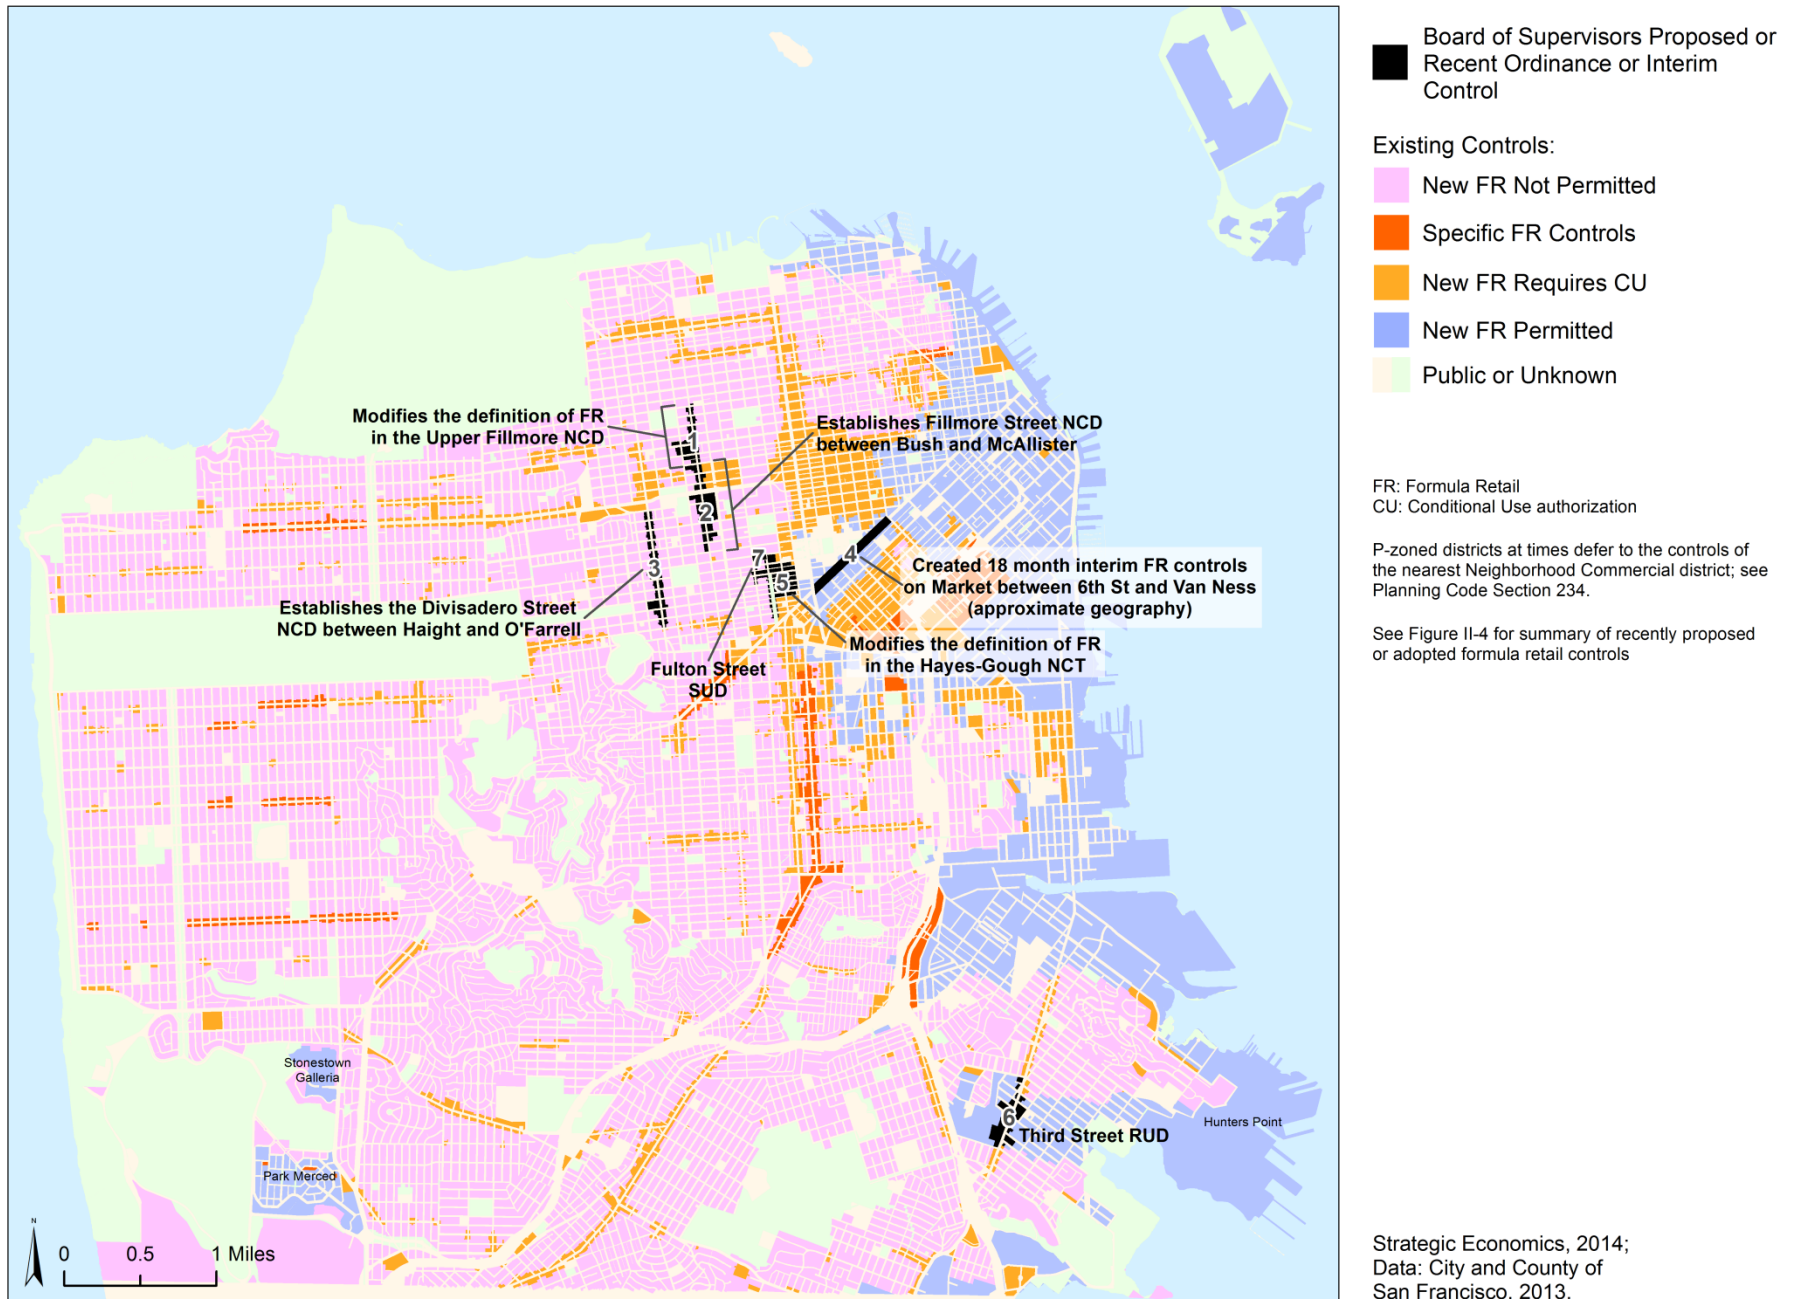 Board of Supervisors Proposed or
Recent Ordinance or Interim
Control
Existing Controls:
New FR Not Permitted
Specific FR Controls
New FR Requires CU
New FR Permitted
Public or Unknown
FR: Formula Retail
CU: Conditional Use authorization
P-zoned districts at times defer to the controls of
the nearest Neighborhood Commercial district; see
Planning Code Section 234.
See Figure II-4 for summary of recently proposed
or adopted formula retail controls
Modifies the definition of FR
in the Upper Fillmore NCD
1
Establishes Fillmore Street NCD
between Bush and McAllister
2
3
Establishes the Divisadero Street
NCD between Haight and O'Farrell
4
Created 18 month interim FR controls
on Market between 6th St and Van Ness
(approximate geography)
7
5
Modifies the definition of FR
in the Hayes-Gough NCT
Fulton Street
SUD
Stonestown
Galleria
Park Merced
6
Third Street RUD
Hunters Point
N
0 0.5 1 Miles
Strategic Economics, 2014;
Data: City and County of
San Francisco, 2013.